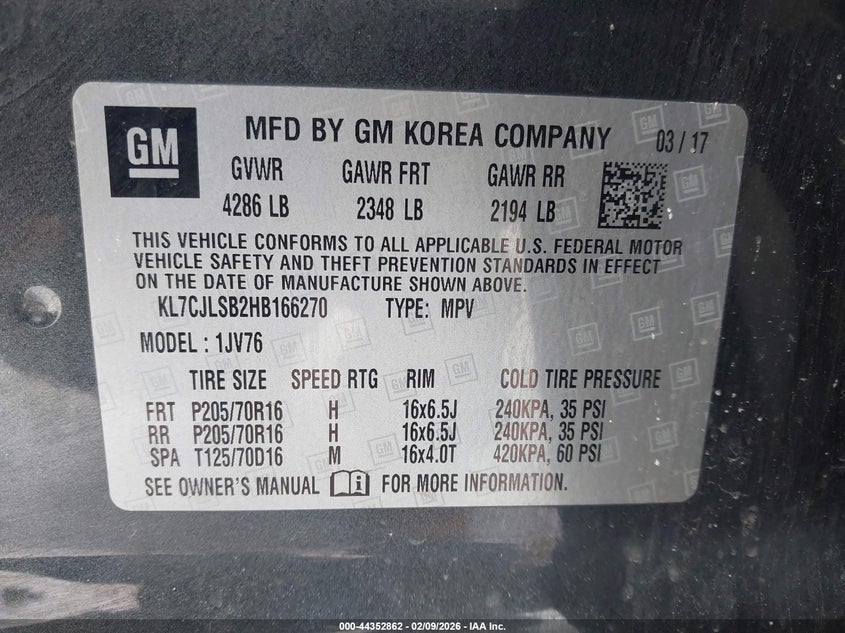 GM MFD BY GM KOREA COMPANY 03 / 17
GVWR GAWR FRT GAWR RR
4286 LB 2348 LB 2194 LB
THIS VEHICLE CONFORMS TO ALL APPLICABLE U.S. FEDERAL MOTOR
VEHICLE SAFETY AND THEFT PREVENTION STANDARDS IN EFFECT
ON THE DATE OF MANUFACTURE SHOWN ABOVE.
KL7CJLSB2HB166270 TYPE: MPV
MODEL : 1JV76
TIRE SIZE SPEED RTG RIM COLD TIRE PRESSURE
FRT P205/70R16 H 16x6.5J 240KPA, 35 PSI
RR P205/70R16 H 16x6.5J 240KPA, 35 PSI
SPA T125/70D16 M 16x4.0T 420KPA, 60 PSI
SEE OWNER'S MANUAL i FOR MORE INFORMATION.
000-44352862 - 02/09/2026 - IAA Inc.